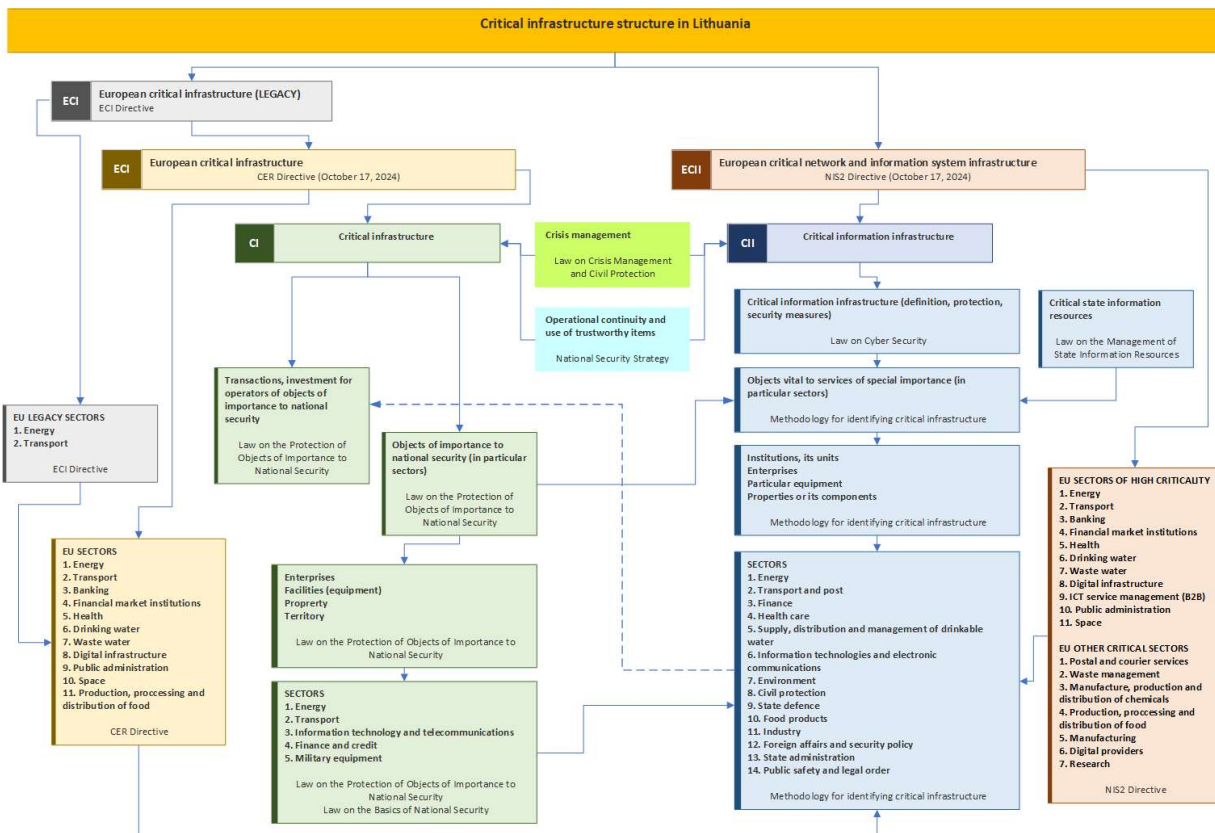 Critical infrastructure structure in Lithuania
ECI
European critical infrastructure (LEGACY)
ECI Directive
ECI
European critical infrastructure
CER Directive (October 17, 2024)
ECII
European critical network and information system infrastructure
NIS2 Directive (October 17, 2024)
CI
Critical infrastructure
Crisis management
Law on Crisis Management
and Civil Protection
CII
Critical information infrastructure
Operational continuity and
use of trustworthy items
National Security Strategy
Critical information infrastructure (definition, protection,
security measures)
Law on Cyber Security
Critical state information
resources
Law on the Management of
State Information Resources
Transactions, investment for
operators of objects of
importance to national
security
Law on the Protection of
Objects of Importance to
National Security
Objects vital to services of special importance (in
particular sectors)
Methodology for identifying critical infrastructure
EU LEGACY SECTORS
1. Energy
2. Transport
ECI Directive
Objects of importance to
national security (in particular
sectors)
Law on the Protection of
Objects of Importance to
National Security
Institutions, its units
Enterprises
Particular equipment
Properties or its components
Methodology for identifying critical infrastructure
EU SECTORS
1. Energy
2. Transport
3. Banking
4. Financial market institutions
5. Health
6. Drinking water
7. Waste water
8. Digital infrastructure
9. Public administration
10. Space
11. Production, proccessing and
distribution of food
CER Directive
Enterprises
Facilities (equipment)
Proprerty
Territory
Law on the Protection of Objects of Importance to
National Security
SECTORS
1. Energy
2. Transport
3. Information technology and telecommunications
4. Finance and credit
5. Military equipment
Law on the Protection of Objects of Importance to
National Security
Law on the Basics of National Security
SECTORS
1. Energy
2. Transport and post
3. Finance
4. Health care
5. Supply, distribution and management of drinkable
water
6. Information technologies and electronic
communications
7. Environment
8. Civil protection
9. State defence
10. Food products
11. Industry
12. Foreign affairs and security policy
13. State administration
14. Public safety and legal order
Methodology for identifying critical infrastructure
EU SECTORS OF HIGH CRITICALITY
1. Energy
2. Transport
3. Banking
4. Financial market institutions
5. Health
6. Drinking water
7. Waste water
8. Digital infrastructure
9. ICT service management (B2B)
10. Public administration
11. Space
EU OTHER CRITICAL SECTORS
1. Postal and courier services
2. Waste management
3. Manufacture, production and
distribution of chemicals
4. Production, proccessing and
distribution of food
5. Manufacturing
6. Digital providers
7. Research
NIS2 Directive